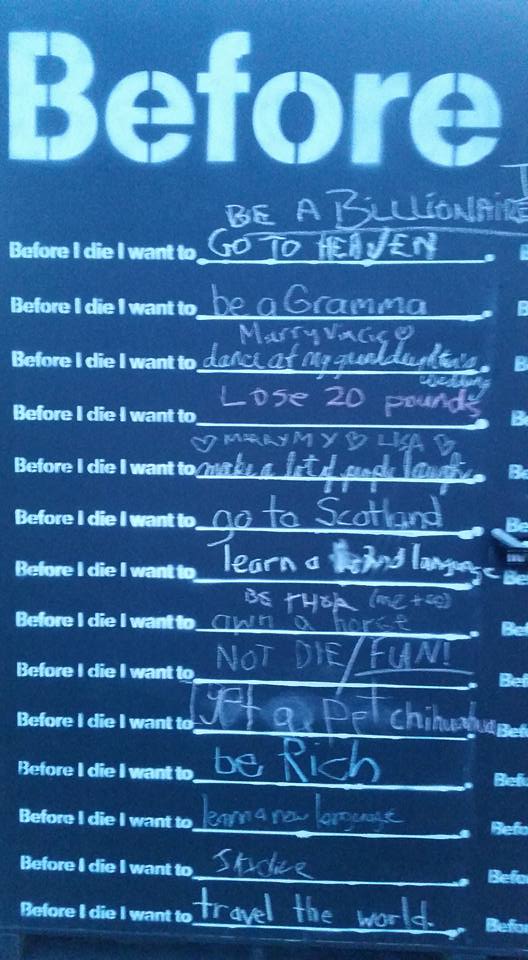 Before
BE A BILLIONAIRE
Before I die I want to GO TO HEAVEN.
Before I die I want to be a Gramma.
Marry
Before I die I want to dance at my wedding.
Before I die I want to Lose 20 pounds.
♡ MARRY MY ♡ LISA ♡
Before I die I want to make a lot of people laugh.
Before I die I want to go to Scotland.
Before I die I want to learn a language.
BE (me too)
Before I die I want to own a horse.
Before I die I want to NOT DIE/FUN!
Before I die I want to get a pet chihuahua.
Before I die I want to be Rich.
Before I die I want to learn a new language.
Before I die I want to
Before I die I want to travel the world.